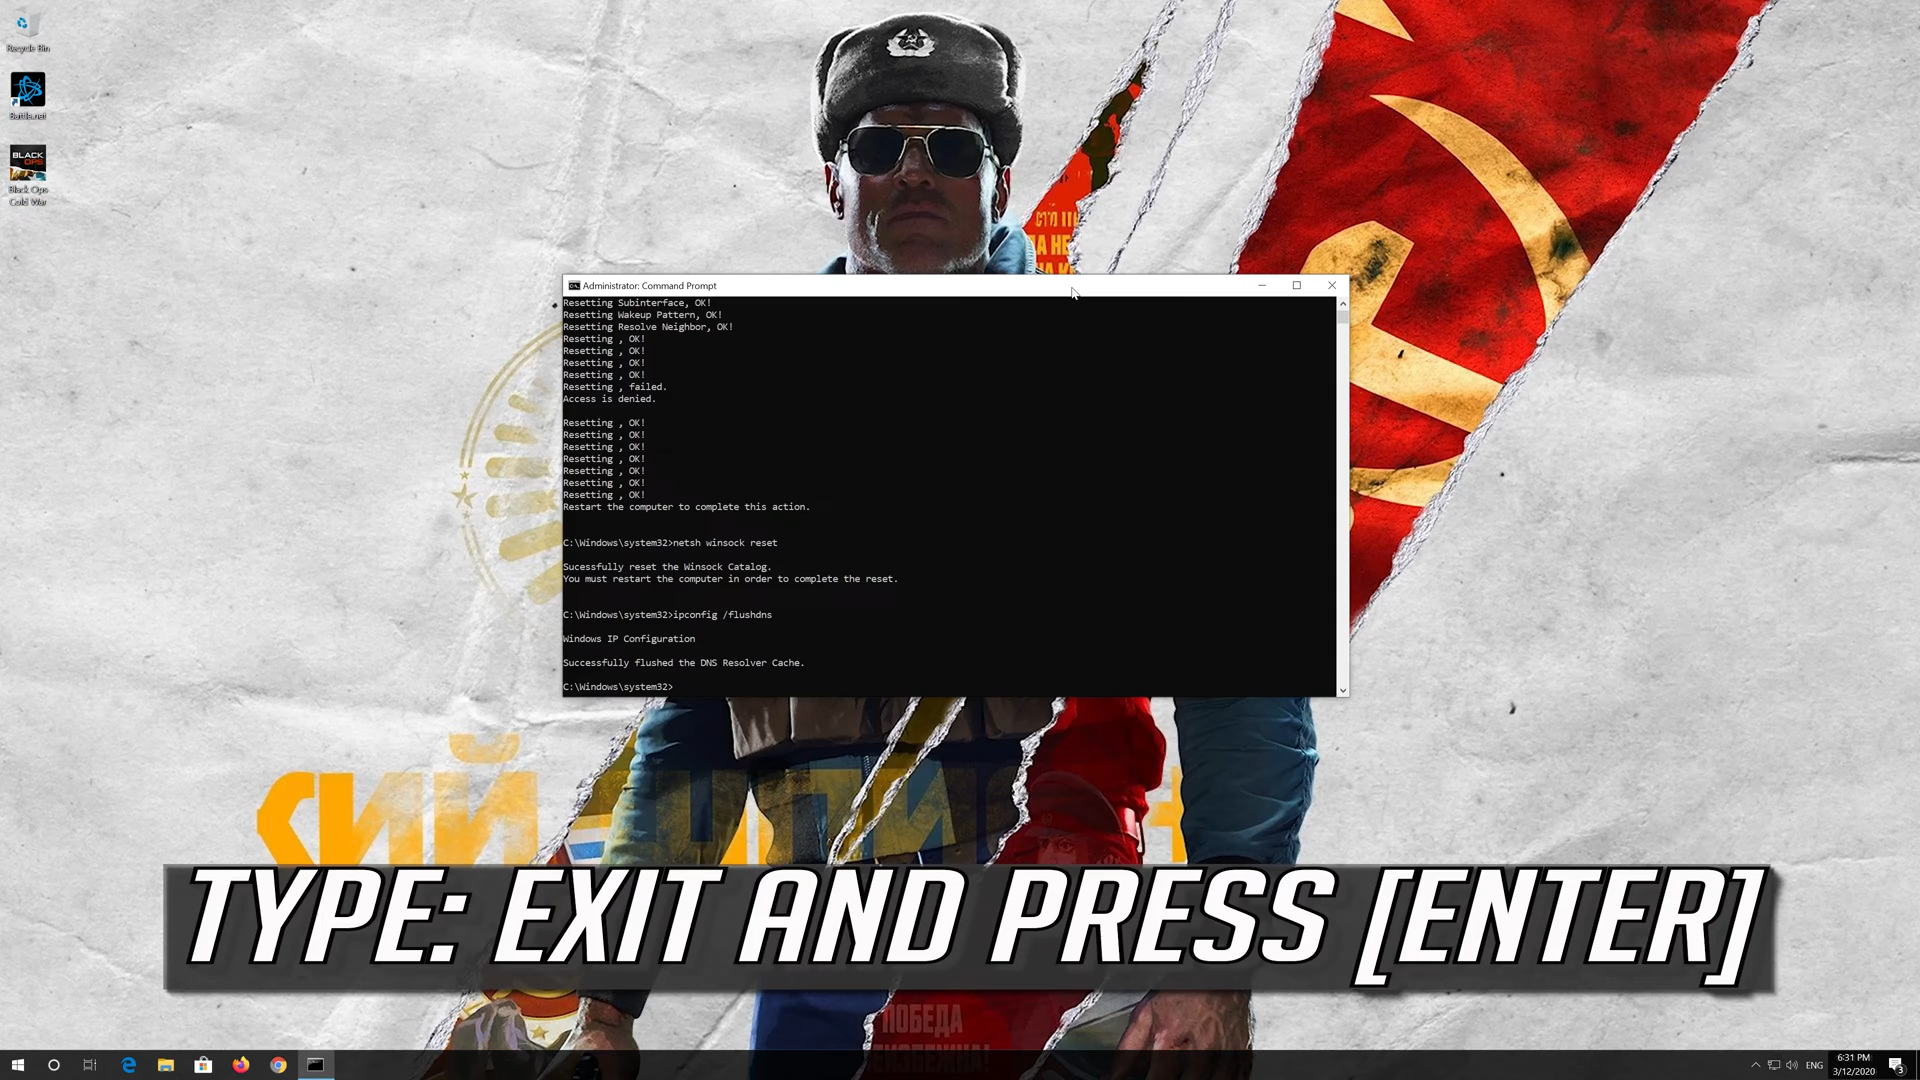 Recycle Bin
Battle.net
BLACK
OPS
Black Ops
Cold War
Administrator: Command Prompt
Resetting Subinterface, OK!
Resetting Wakeup Pattern, OK!
Resetting Resolve Neighbor, OK!
Resetting , OK!
Resetting , OK!
Resetting , OK!
Resetting , OK!
Resetting , failed.
Access is denied.
Resetting , OK!
Resetting , OK!
Resetting , OK!
Resetting , OK!
Resetting , OK!
Resetting , OK!
Resetting , OK!
Restart the computer to complete this action.
C:\Windows\system32>netsh winsock reset
Sucessfully reset the Winsock Catalog.
You must restart the computer in order to complete the reset.
C:\Windows\system32>ipconfig /flushdns
Windows IP Configuration
Successfully flushed the DNS Resolver Cache.
C:\Windows\system32>
TYPE: EXIT AND PRESS [ENTER]
ПОБЕДА
ENG
6:31 PM
3/12/2020
3